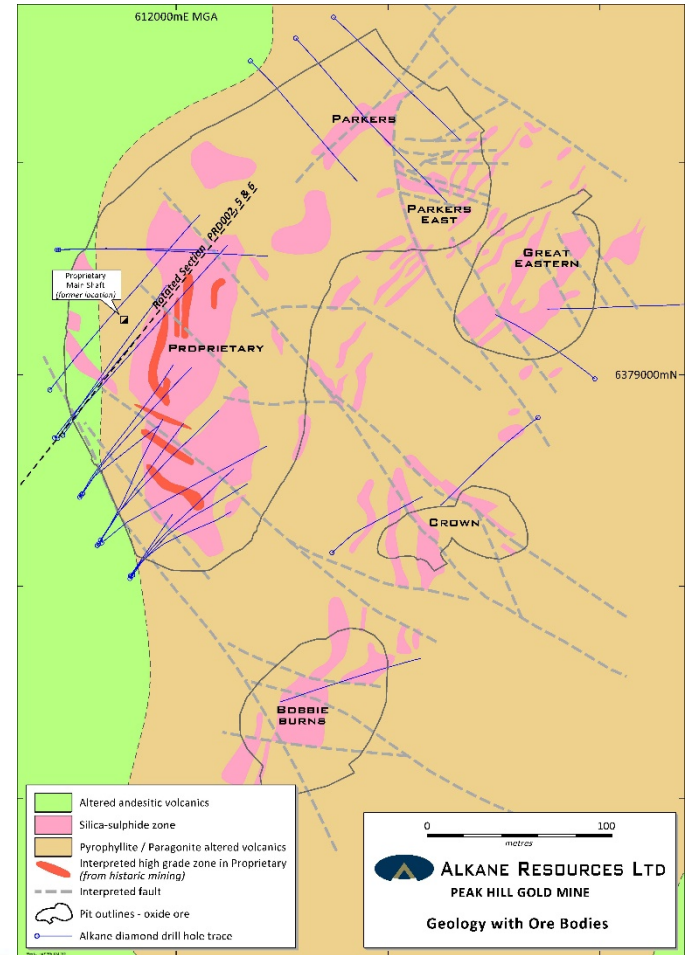 612000mE MGA
PARKERS
PARKERS
EAST
GREAT
EASTERN
Rotated Section PRD002, 5 & 6
Proprietary
Main Shaft
(former location)
PROPRIETARY
6379000mN
CROWN
BOBBIE
BURNS
Altered andesitic volcanics
Silica-sulphide zone
Pyrophyllite / Paragonite altered volcanics
Interpreted high grade zone in Proprietary
(from historic mining)
Interpreted fault
Pit outlines - oxide ore
Alkane diamond drill hole trace
0 100
metres
ALKANE RESOURCES LTD
PEAK HILL GOLD MINE
Geology with Ore Bodies